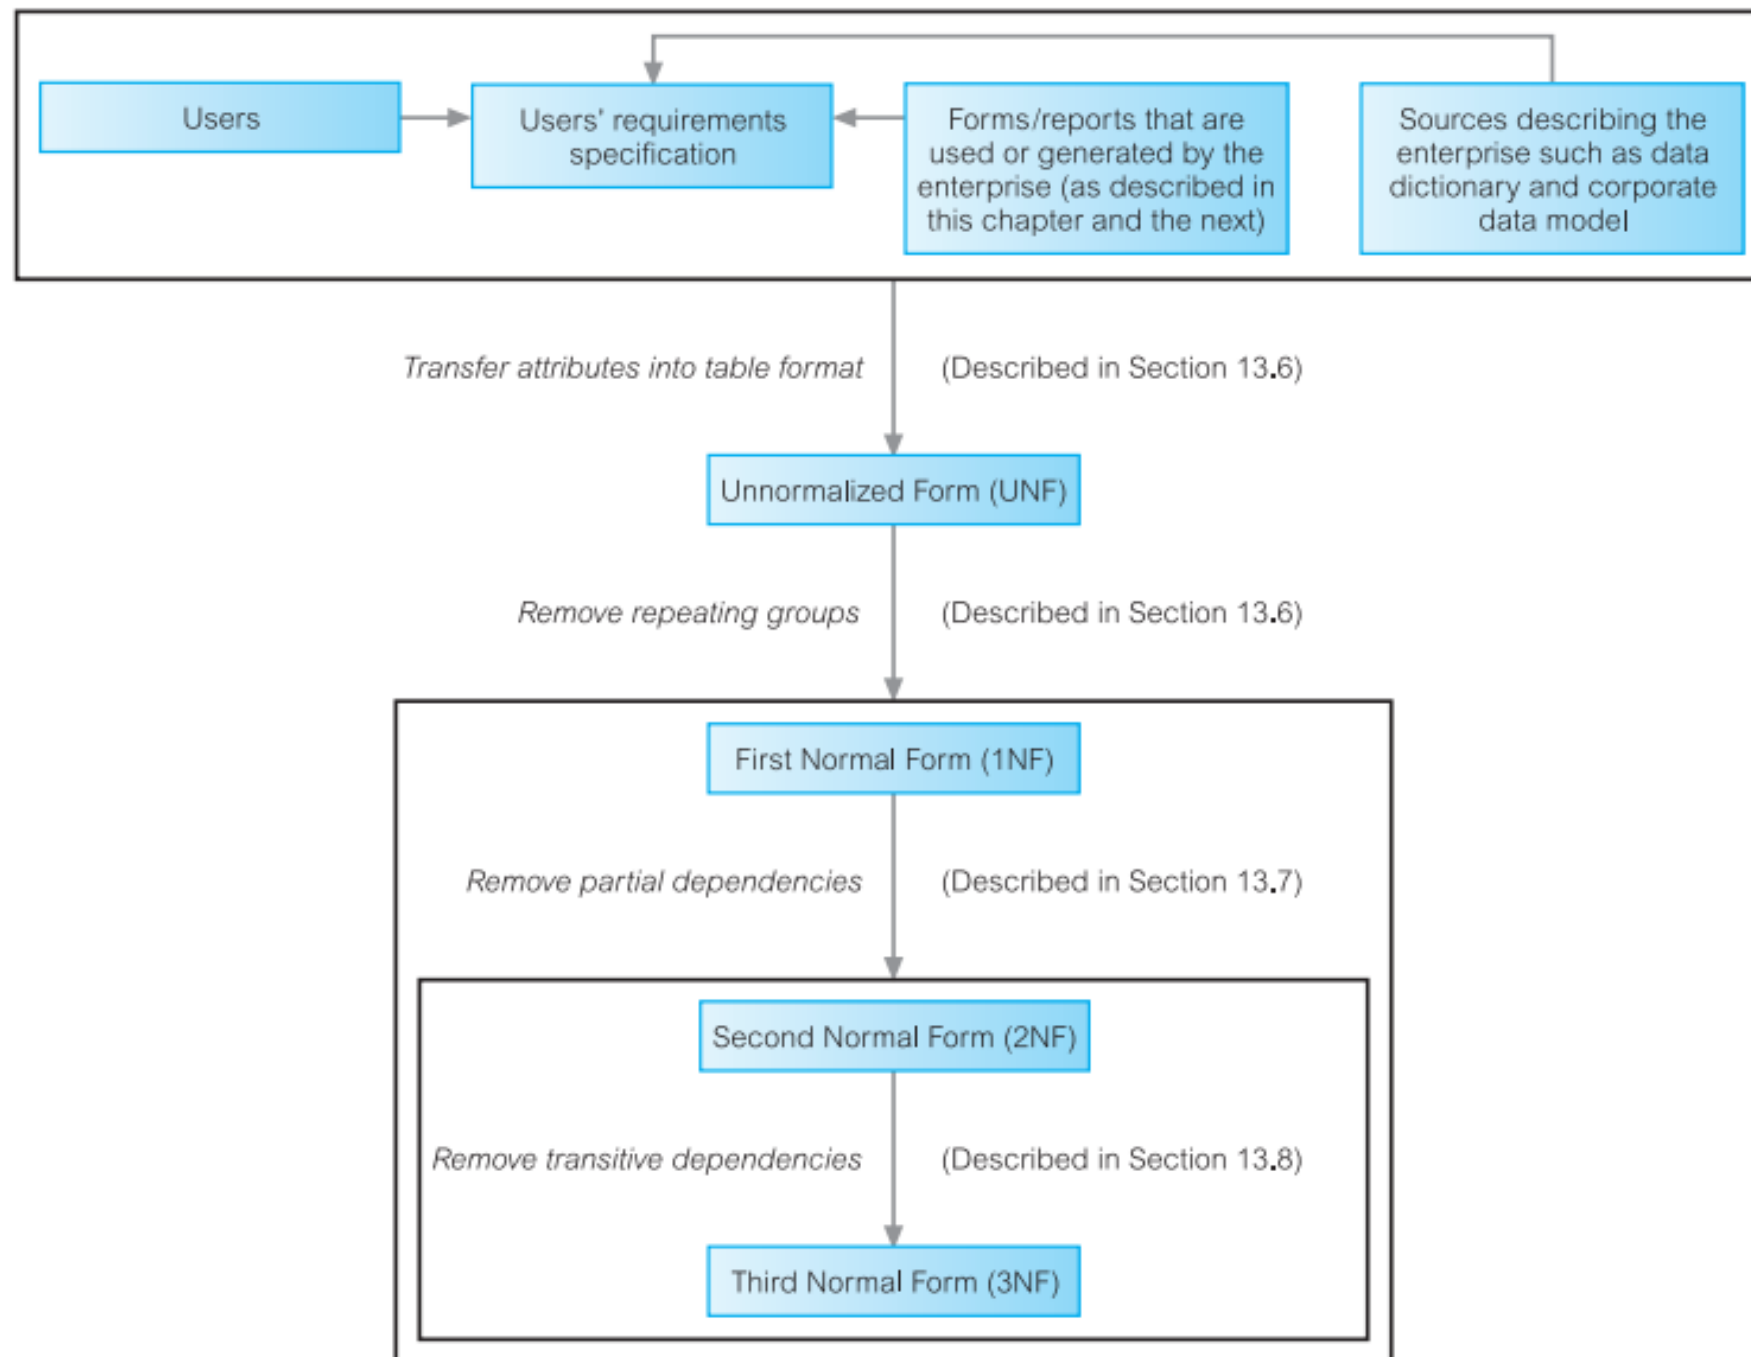 Users
Users' requirements
specification
Forms/reports that are
used or generated by the
enterprise (as described in
this chapter and the next)
Sources describing the
enterprise such as data
dictionary and corporate
data model
Transfer attributes into table format
(Described in Section 13.6)
Unnormalized Form (UNF)
Remove repeating groups
(Described in Section 13.6)
First Normal Form (1NF)
Remove partial dependencies
(Described in Section 13.7)
Second Normal Form (2NF)
Remove transitive dependencies
(Described in Section 13.8)
Third Normal Form (3NF)